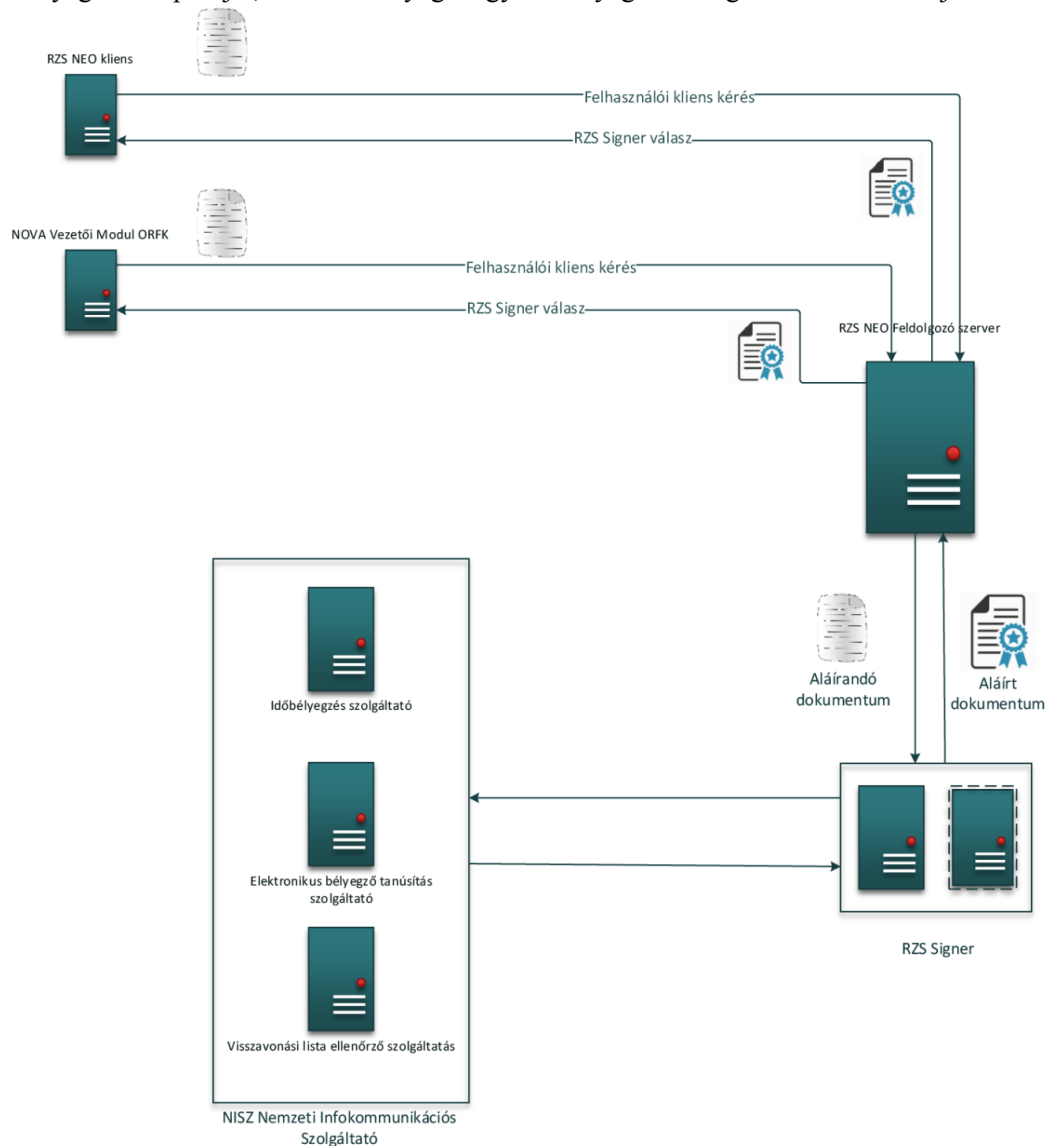 RZS NEO kliens
Felhasználói kliens kérés
RZS Signer válasz
NOVA Vezetői Modul ORFK
Felhasználói kliens kérés
RZS Signer válasz
RZS NEO Feldolgozó szerver
Aláírandó
dokumentum
Aláírt
dokumentum
Időbélyegzés szolgáltató
Elektronikus bélyegző tanúsítás
szolgáltató
Visszavonási lista ellenőrző szolgáltatás
RZS Signer
NISZ Nemzeti Infokommunikációs
Szolgáltató